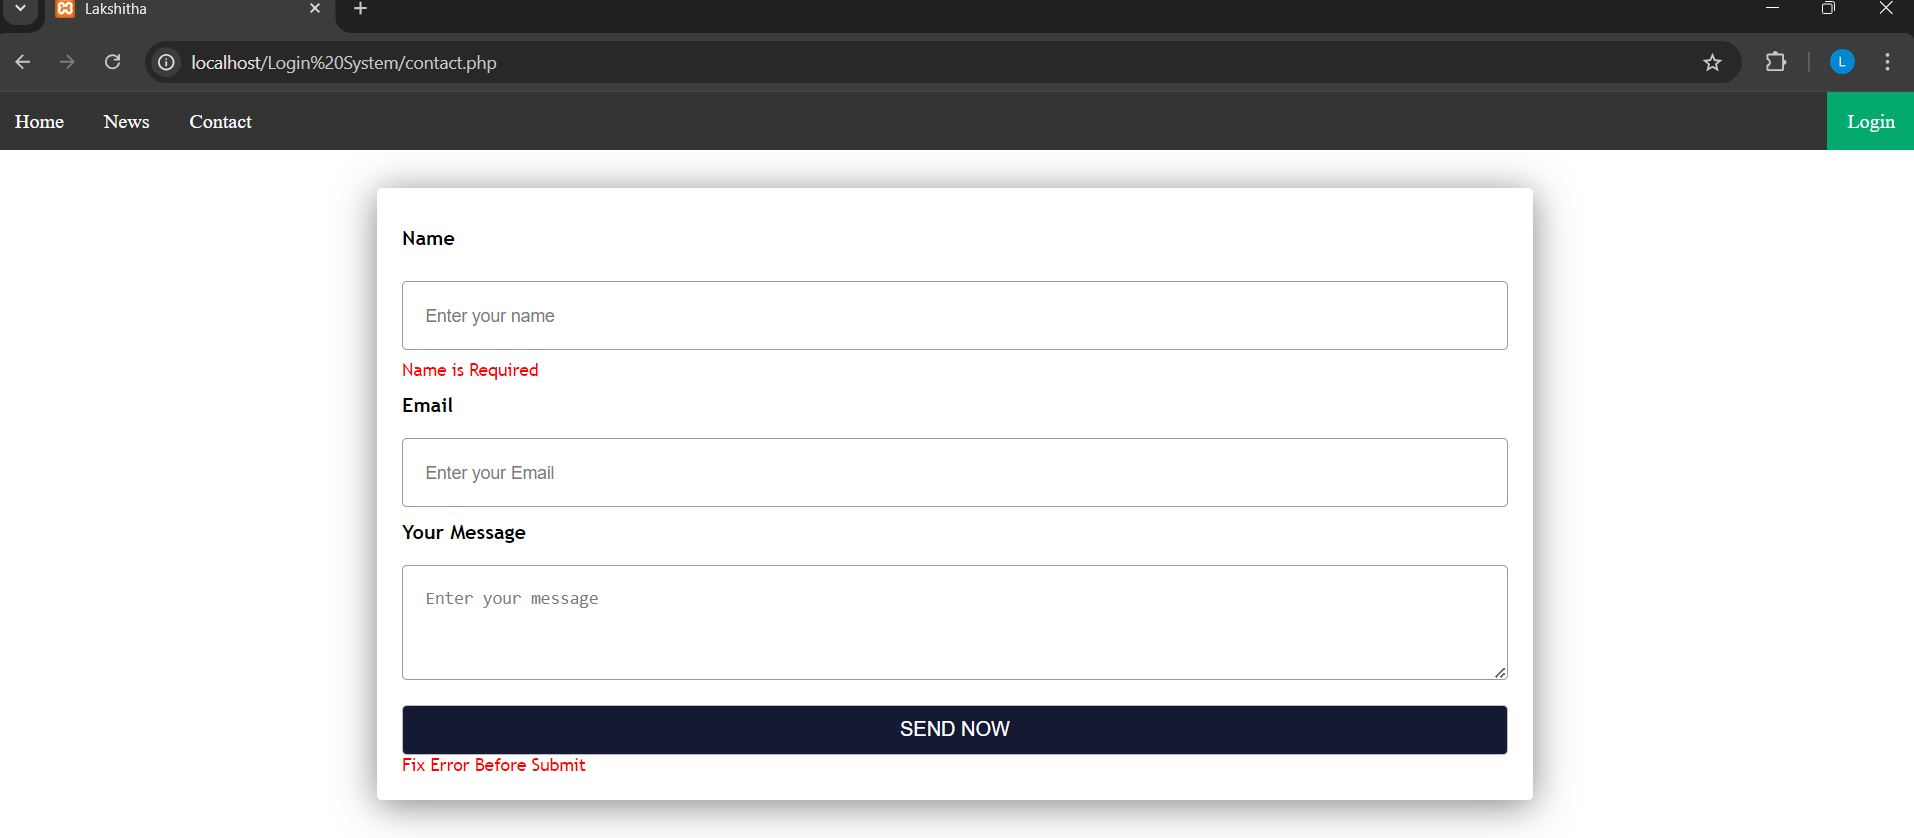 Lakshitha
localhost/Login%20System/contact.php
L
Home News Contact Login
Name
Enter your name
Name is Required
Email
Enter your Email
Your Message
Enter your message
SEND NOW
Fix Error Before Submit